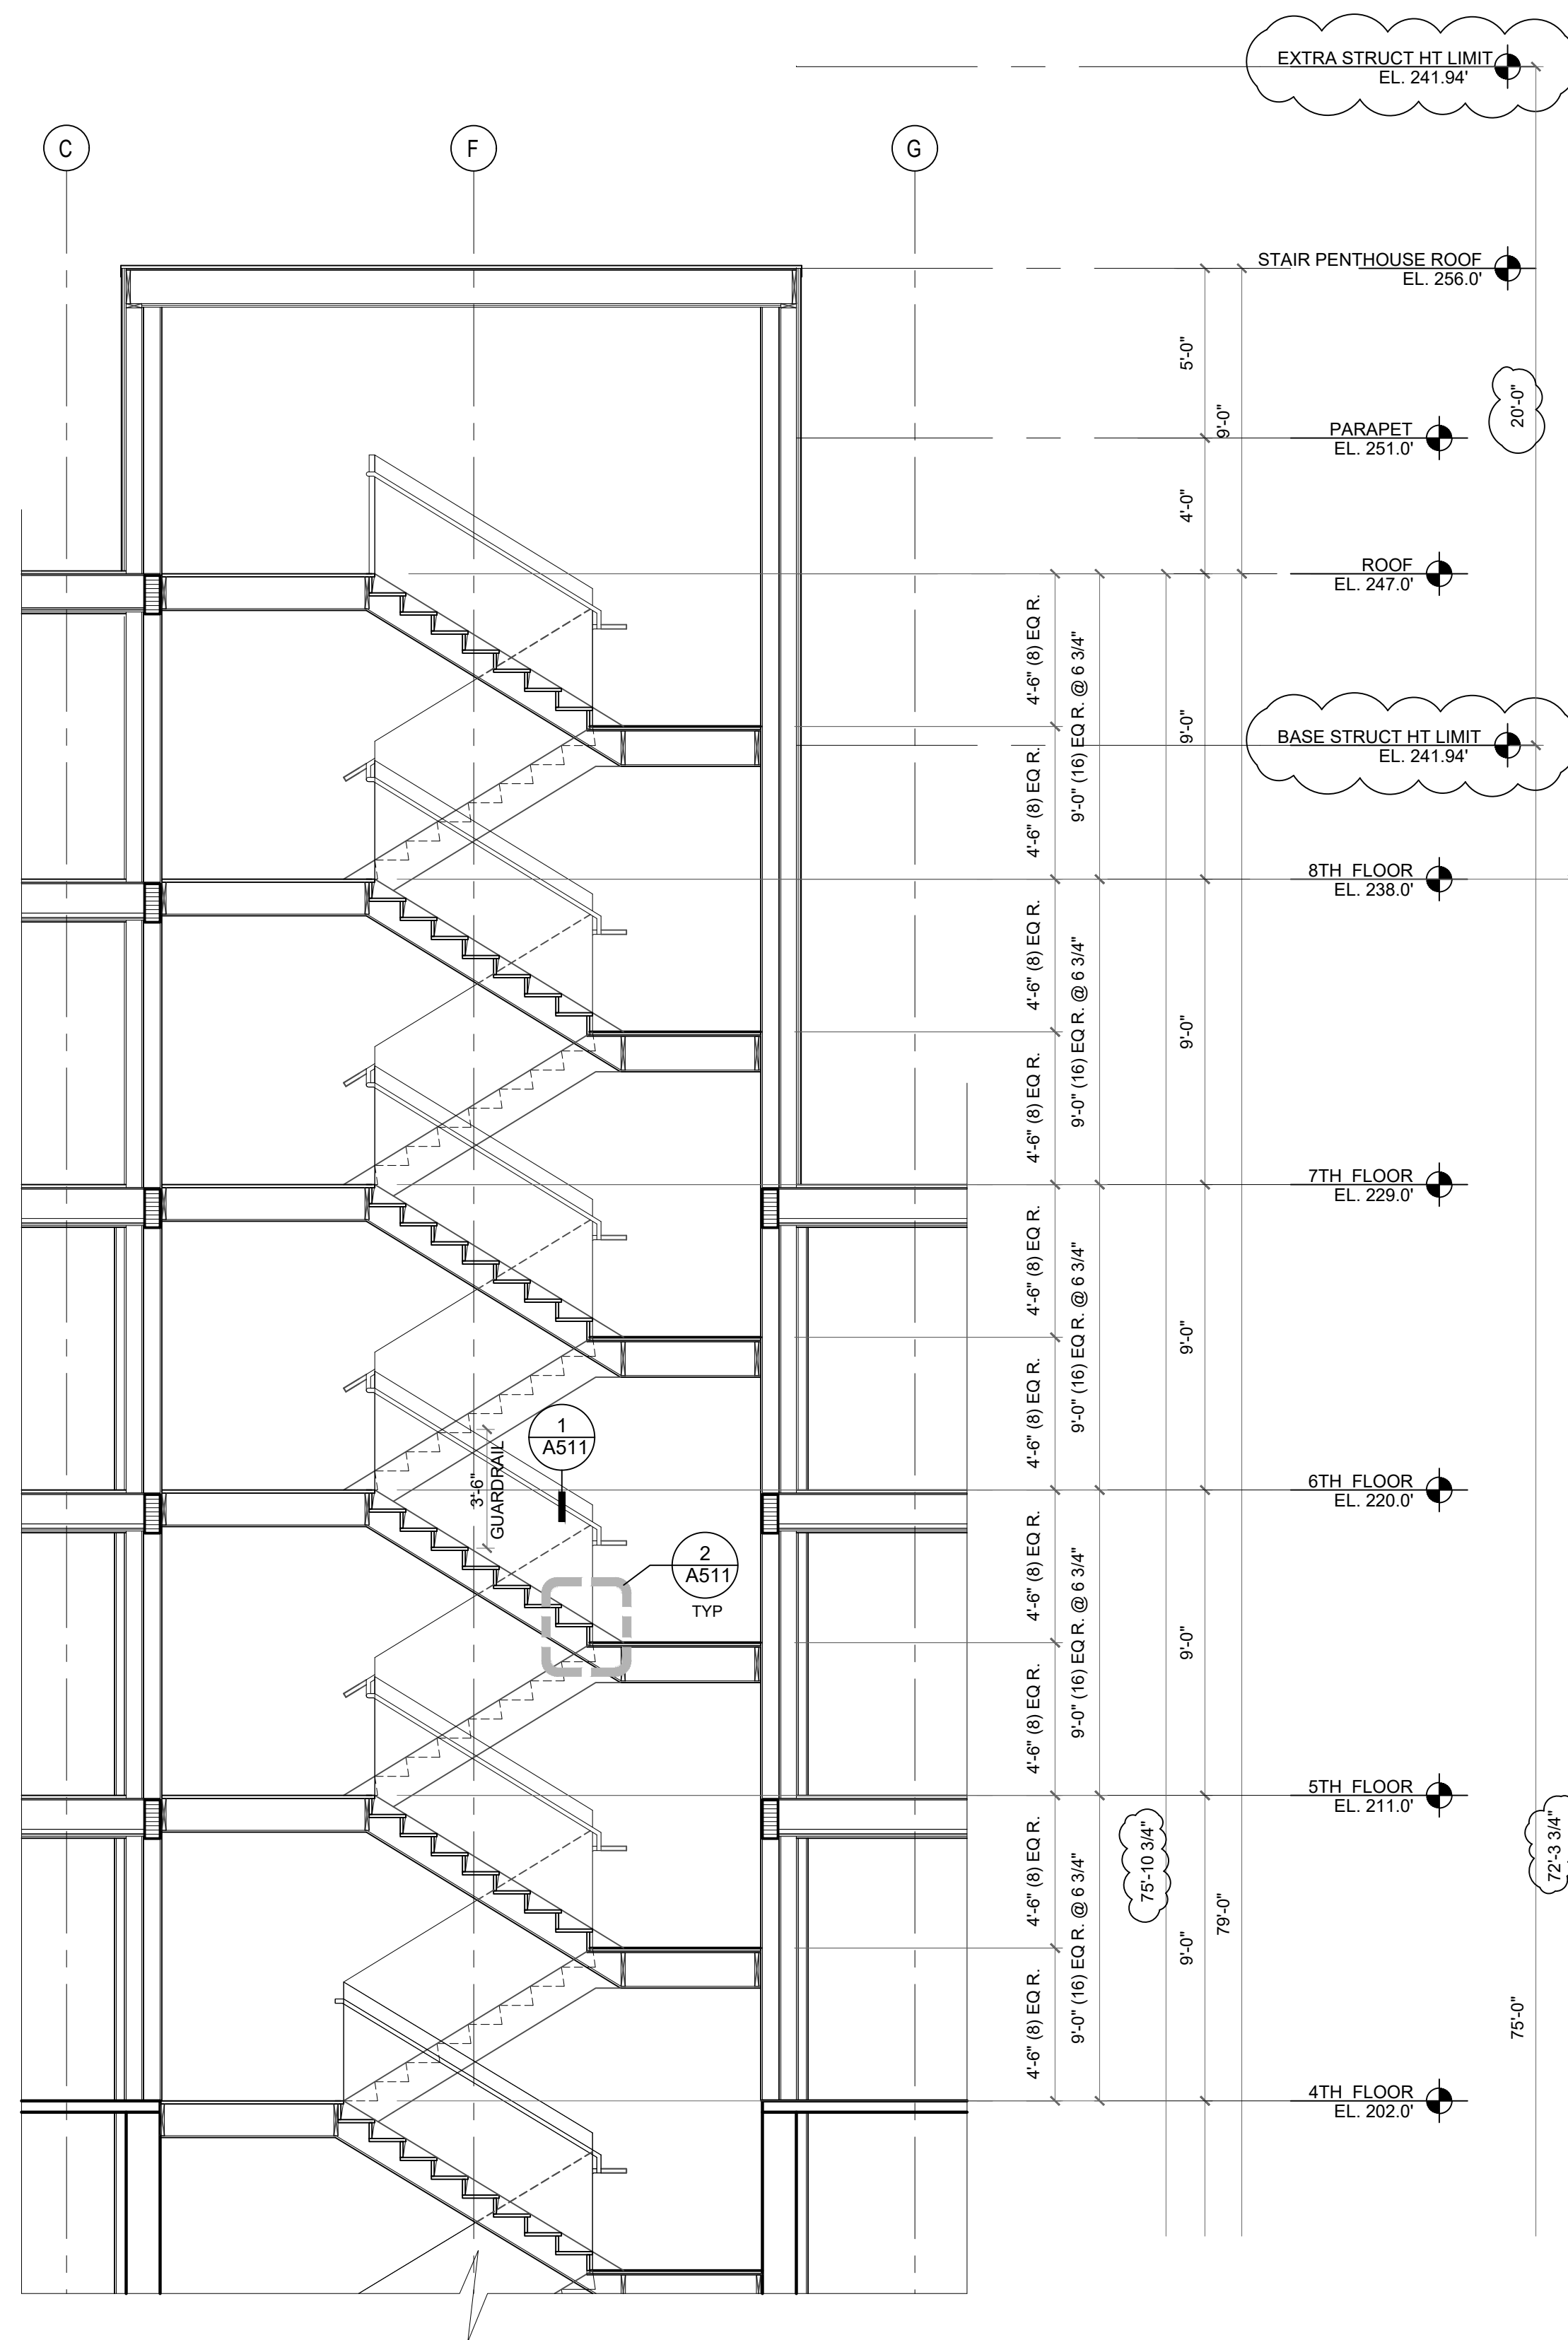 EXTRA STRUCT HT LIMIT
EL. 241.94'
C
F
G
STAIR PENTHOUSE ROOF
EL. 256.0'
5'-0"
9'-0"
20'-0"
PARAPET
EL. 251.0'
4'-0"
ROOF
EL. 247.0'
4'-6" (8) EQ R.
9'-0" (16) EQ R. @ 6 3/4"
9'-0"
BASE STRUCT HT LIMIT
EL. 241.94'
4'-6" (8) EQ R.
8TH FLOOR
EL. 238.0'
4'-6" (8) EQ R.
9'-0" (16) EQ R. @ 6 3/4"
9'-0"
4'-6" (8) EQ R.
7TH FLOOR
EL. 229.0'
4'-6" (8) EQ R.
9'-0" (16) EQ R. @ 6 3/4"
9'-0"
4'-6" (8) EQ R.
1
A511
3'-6"
GUARDRAIL
6TH FLOOR
EL. 220.0'
2
A511
TYP
4'-6" (8) EQ R.
9'-0" (16) EQ R. @ 6 3/4"
9'-0"
4'-6" (8) EQ R.
5TH FLOOR
EL. 211.0'
4'-6" (8) EQ R.
9'-0" (16) EQ R. @ 6 3/4"
75'-10 3/4"
9'-0"
79'-0"
72'-3 3/4"
4'-6" (8) EQ R.
75'-0"
4TH FLOOR
EL. 202.0'